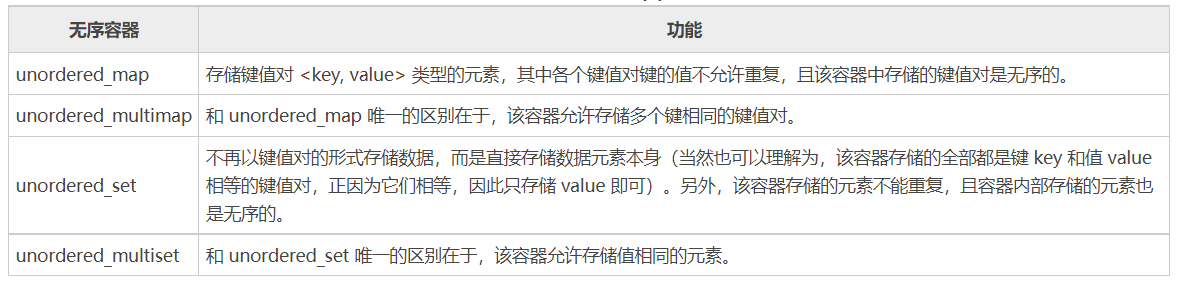 无序容器 功能
unordered_map 存储键值对 <key, value> 类型的元素，其中各个键值对键的值不允许重复，且该容器中存储的键值对是无序的。
unordered_multimap 和 unordered_map 唯一的区别在于，该容器允许存储多个键相同的键值对。
不再以键值对的形式存储数据，而是直接存储数据元素本身（当然也可以理解为，该容器存储的全部都是键 key 和值 value
unordered_set 相等的键值对，正因为它们相等，因此只存储 value 即可）。另外，该容器存储的元素不能重复，且容器内部存储的元素也
是无序的。
unordered_multiset 和 unordered_set 唯一的区别在于，该容器允许存储值相同的元素。